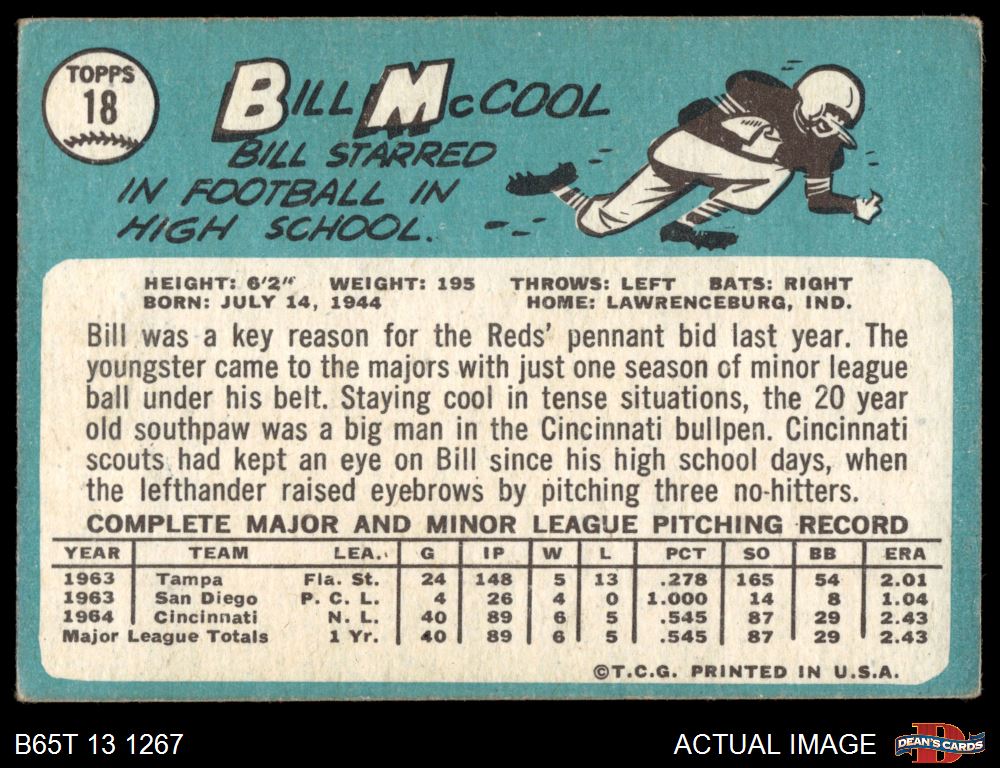 TOPPS
18
BILL McCOOL
BILL STARRED
IN FOOTBALL IN
HIGH SCHOOL.
HEIGHT: 6'2" WEIGHT: 195 THROWS: LEFT BATS: RIGHT
BORN: JULY 14, 1944 HOME: LAWRENCEBURG, IND.
Bill was a key reason for the Reds' pennant bid last year. The
youngster came to the majors with just one season of minor league
ball under his belt. Staying cool in tense situations, the 20 year
old southpaw was a big man in the Cincinnati bullpen. Cincinnati
scouts had kept an eye on Bill since his high school days, when
the lefthander raised eyebrows by pitching three no-hitters.
COMPLETE MAJOR AND MINOR LEAGUE PITCHING RECORD
YEAR TEAM LEA. G IP W L PCT SO BB ERA
1963 Tampa Fla. St. 24 148 5 13 .278 165 54 2.01
1963 San Diego P. C. L. 4 26 4 0 1.000 14 8 1.04
1964 Cincinnati N. L. 40 89 6 5 .545 87 29 2.43
Major League Totals 1 Yr. 40 89 6 5 .545 87 29 2.43
©T.C.G. PRINTED IN U.S.A.
B65T 13 1267 ACTUAL IMAGE
DEAN'S CARDS